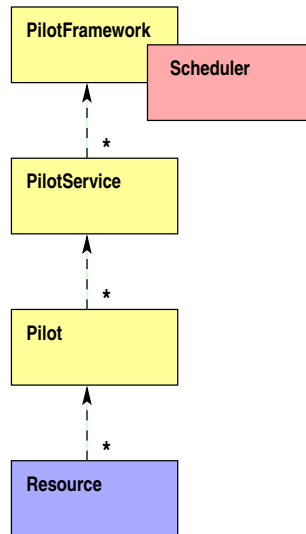 PilotFramework
Scheduler
*
PilotService
*
Pilot
*
Resource